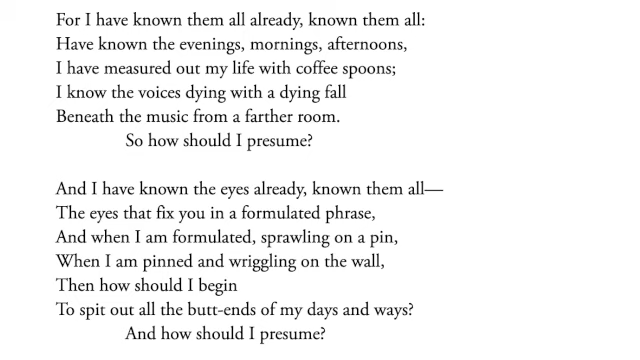 For I have known them all already, known them all:
Have known the evenings, mornings, afternoons,
I have measured out my life with coffee spoons;
I know the voices dying with a dying fall
Beneath the music from a farther room.
So how should I presume?

And I have known the eyes already, known them all—
The eyes that fix you in a formulated phrase,
And when I am formulated, sprawling on a pin,
When I am pinned and wriggling on the wall,
Then how should I begin
To spit out all the butt-ends of my days and ways?
And how should I presume?